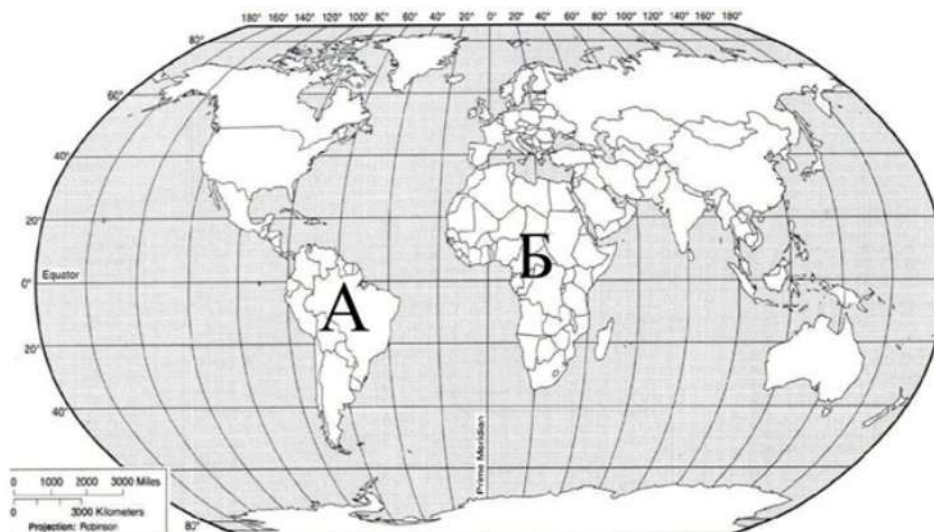 180° 120° 80° 40° 0° 40° 80° 120° 180°
140° 100° 60° 20° 20° 60° 100° 140°
80°
60°
40°
20°
Б
Equator
0°
А
20°
40°
Prime Meridian
0 1000 2000 3000 Miles
0 3000 Kilometers
Projection: Robinson
80°